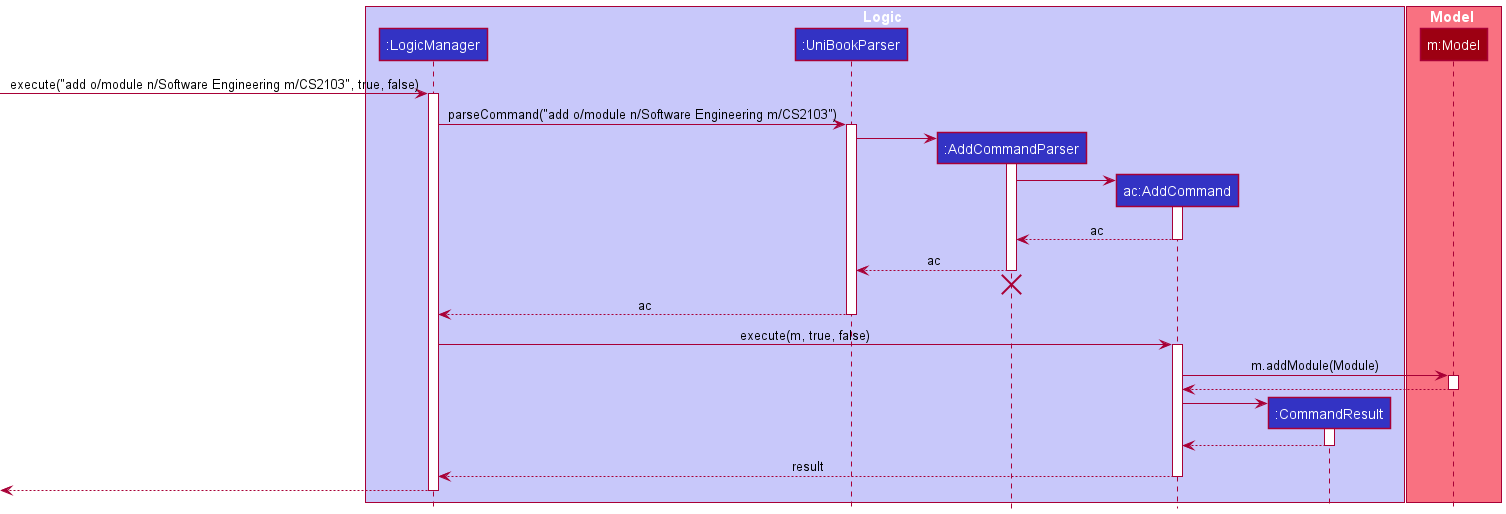 Logic
Model
:LogicManager
:UniBookParser
m:Model
execute("add o/module n/Software Engineering m/CS2103", true, false)
parseCommand("add o/module n/Software Engineering m/CS2103")
:AddCommandParser
ac:AddCommand
ac
ac
ac
execute(m, true, false)
m.addModule(Module)
:CommandResult
result